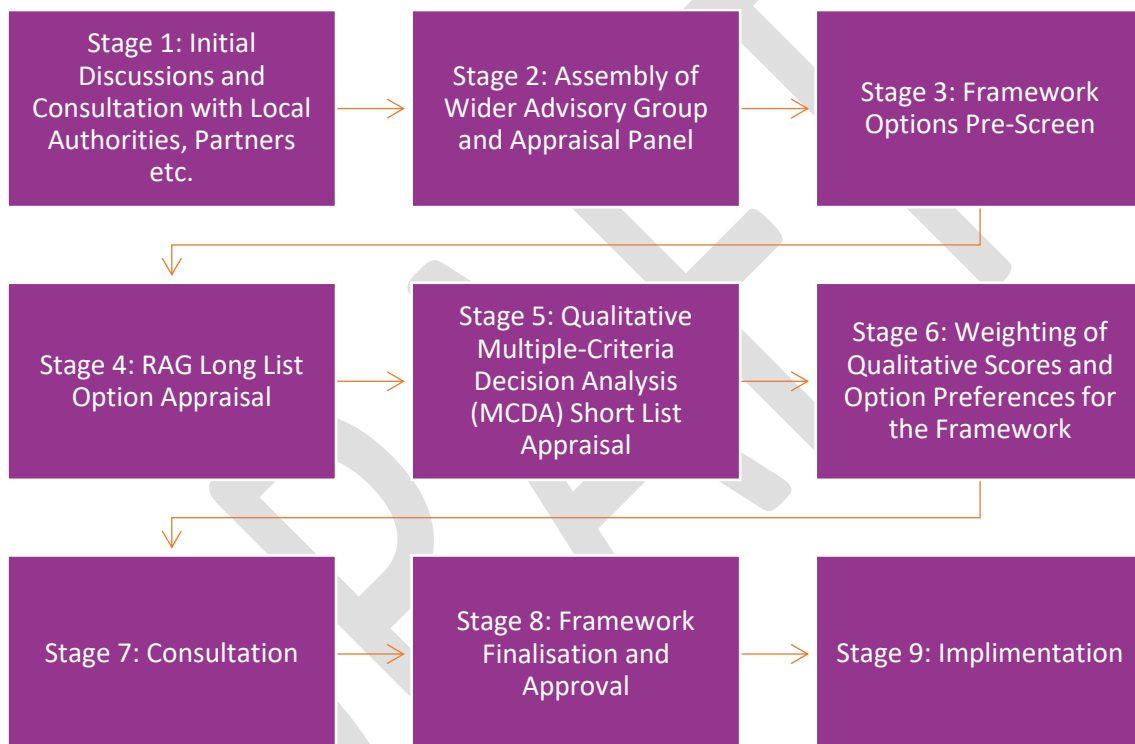 Stage 1: Initial
Discussions and
Consultation with Local
Authorities, Partners
etc.
Stage 2: Assembly of
Wider Advisory Group
and Appraisal Panel
Stage 3: Framework
Options Pre-Screen
Stage 4: RAG Long List
Option Appraisal
Stage 5: Qualitative
Multiple-Criteria
Decision Analysis
(MCDA) Short List
Appraisal
Stage 6: Weighting of
Qualitative Scores and
Option Preferences for
the Framework
Stage 7: Consultation
Stage 8: Framework
Finalisation and
Approval
Stage 9: Implimentation